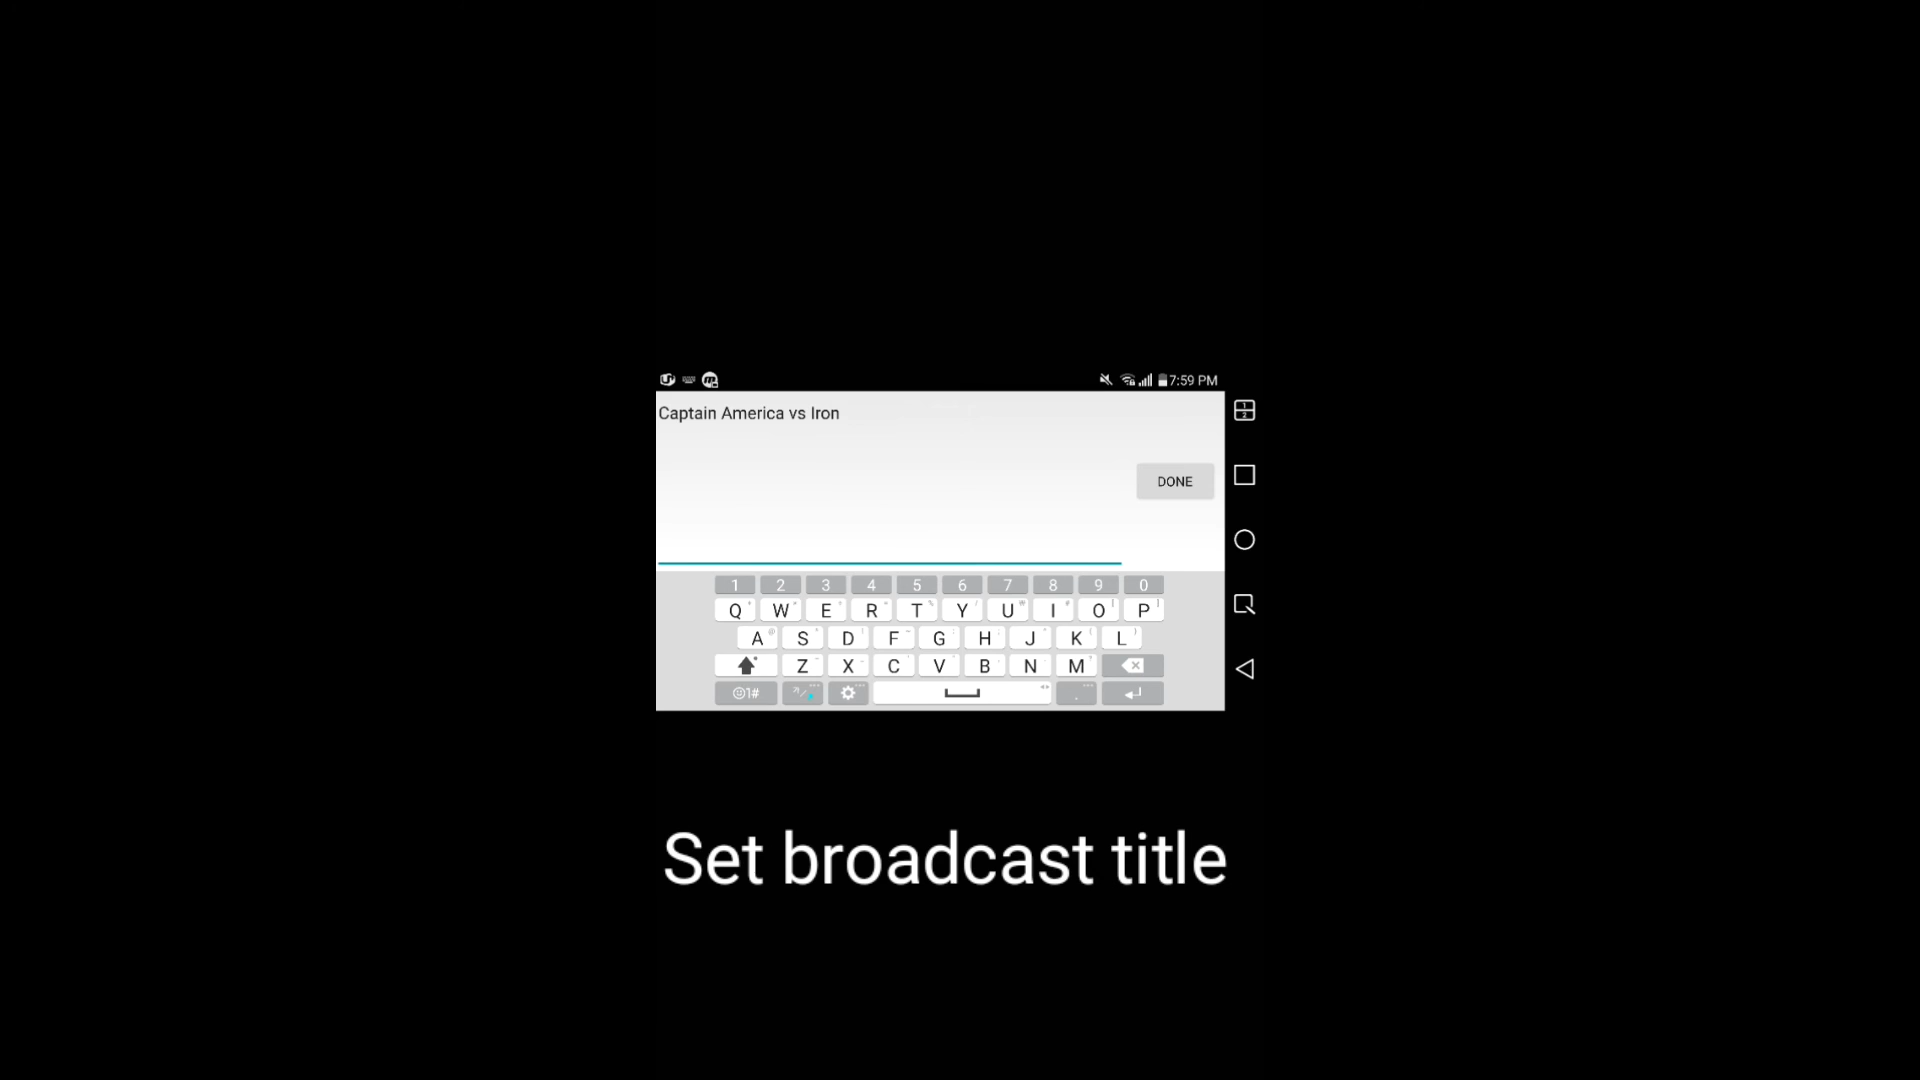 7:59 PM
Captain America vs Iron
DONE
1 2 3 4 5 6 7 8 9 0
Q W E R T Y U I O P
A S D F G H J K L
Z X C V B N M
1# .
Set broadcast title